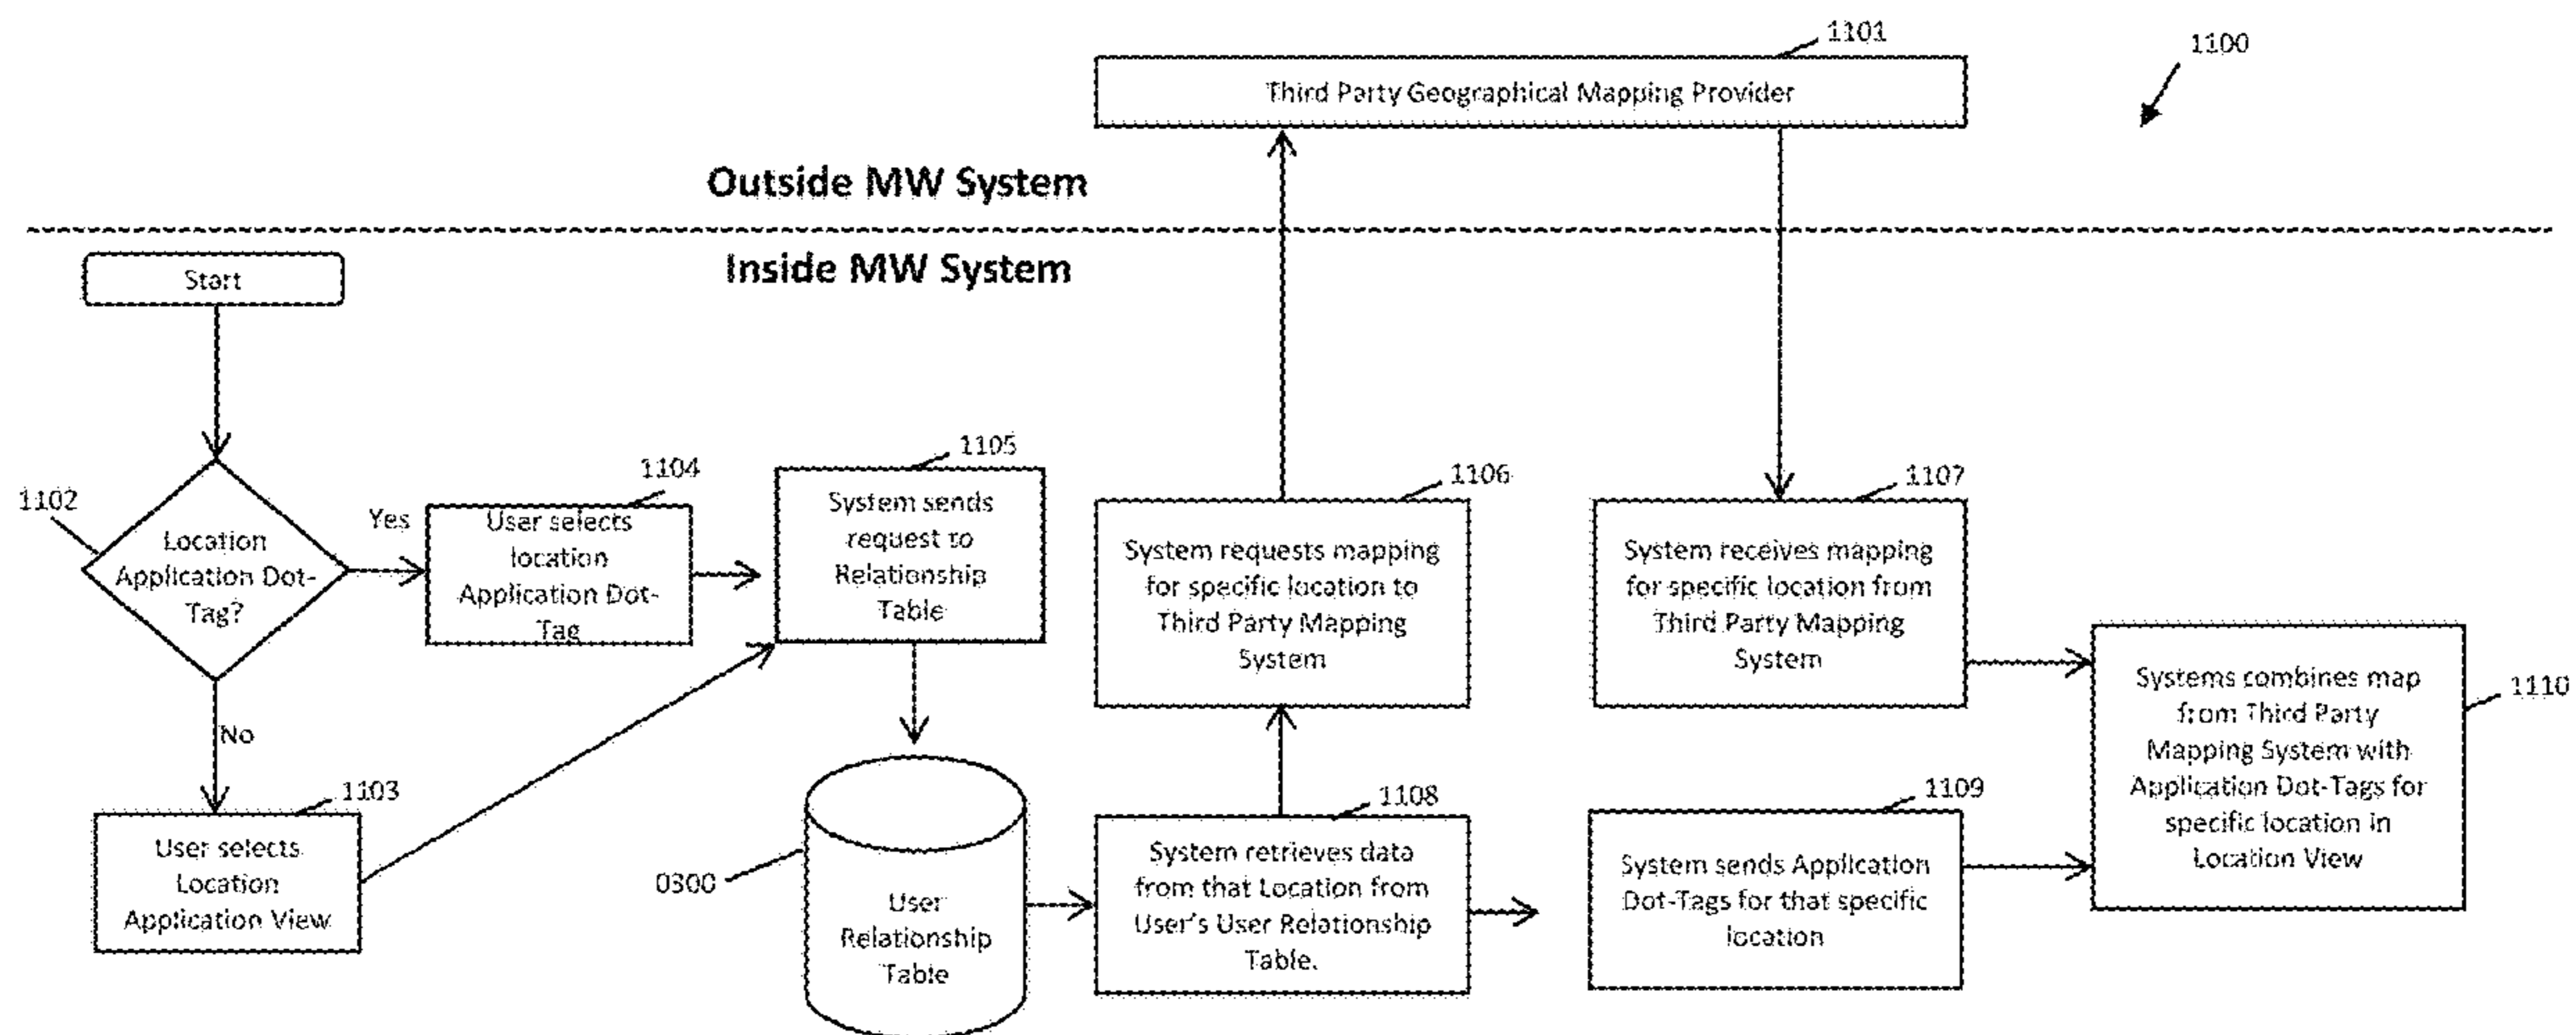 1101
1100
Third Party Geographical Mapping Provider
Outside MW System
Inside MW System
Start
1102
Location
Application Dot-
Tag?
Yes
No
1104
User selects
location
Application Dot-
Tag
1103
User selects
Location
Application View
1105
System sends
request to
Relationship
Table
0300
User
Relationship
Table
1106
System requests mapping
for specific location to
Third Party Mapping
System
1108
System retrieves data
from that Location from
User's User Relationship
Table.
1107
System receives mapping
for specific location from
Third Party Mapping
System
1109
System sends Application
Dot-Tags for that specific
location
1110
Systems combines map
from Third Party
Mapping System with
Application Dot-Tags for
specific location in
Location View